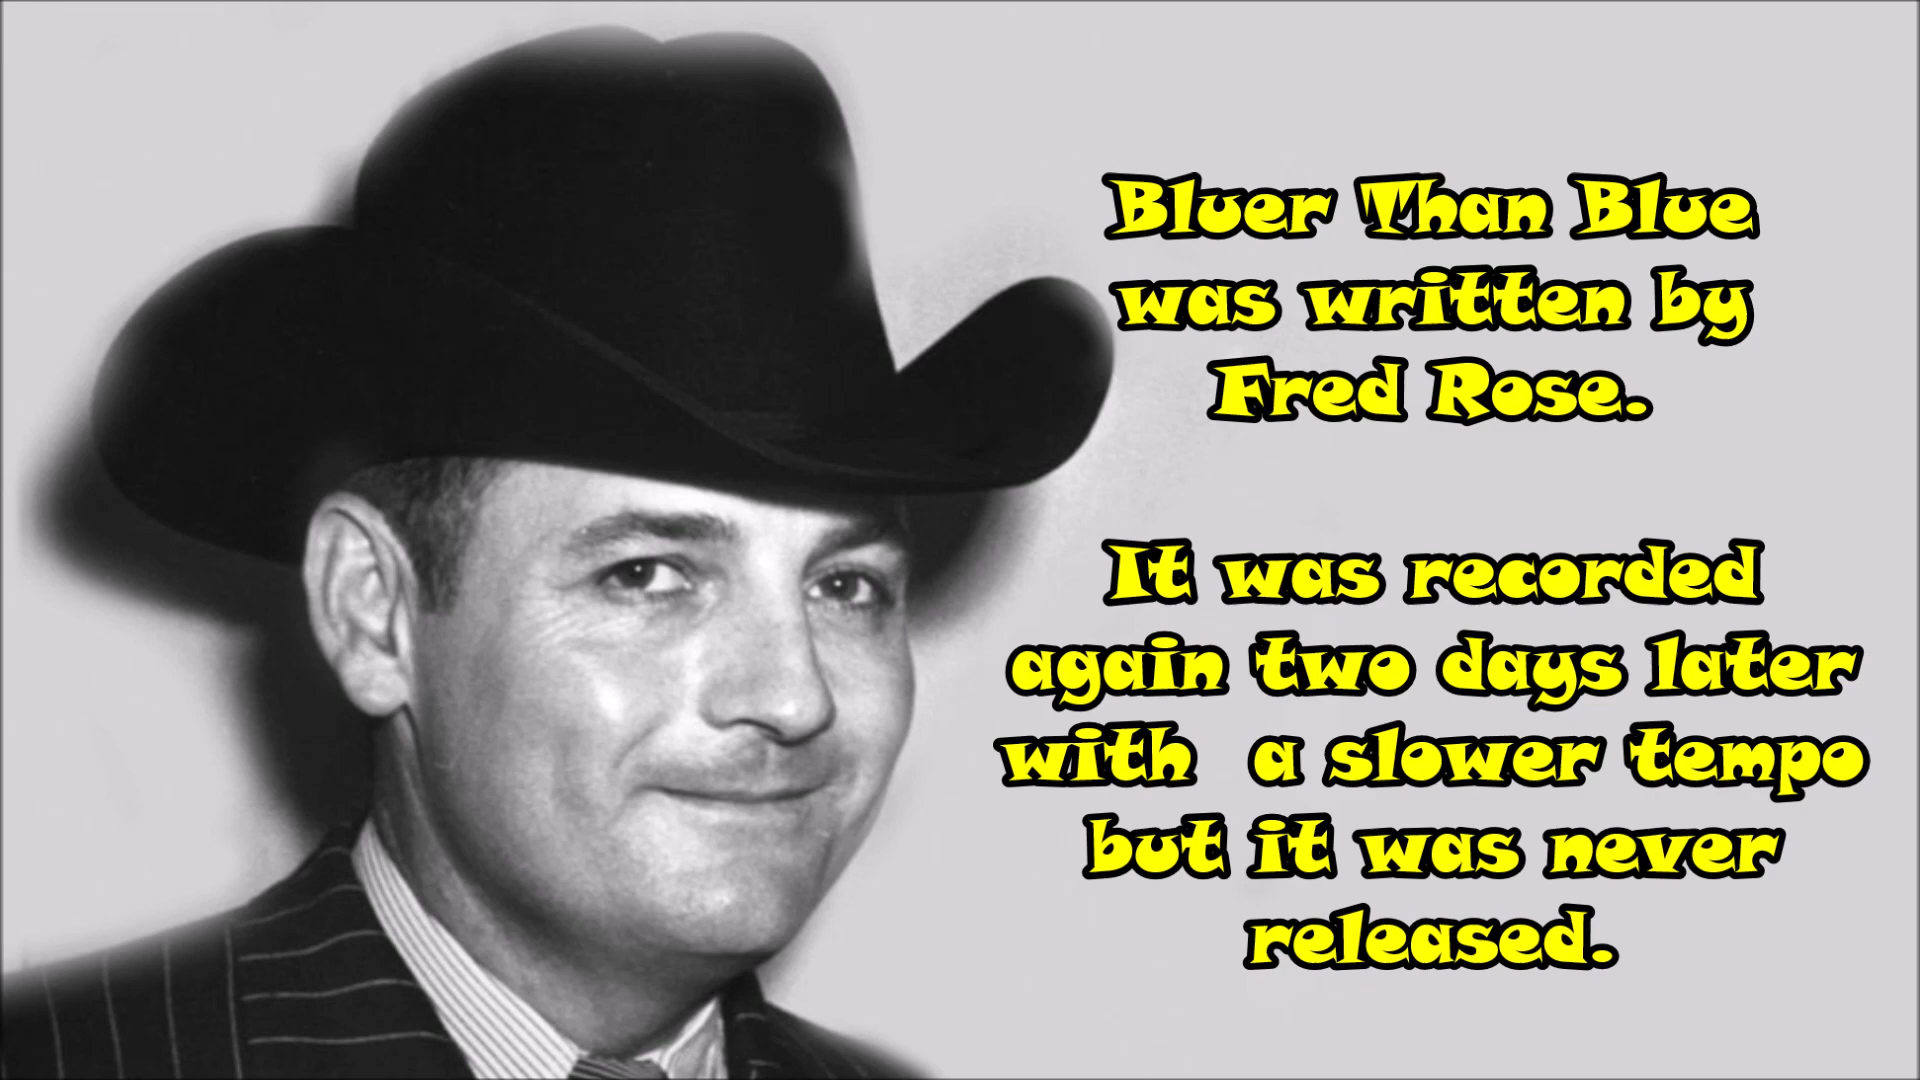 Bluer Than Blue
was written by
Fred Rose.
It was recorded
again two days later
with a slower tempo
but it was never
released.